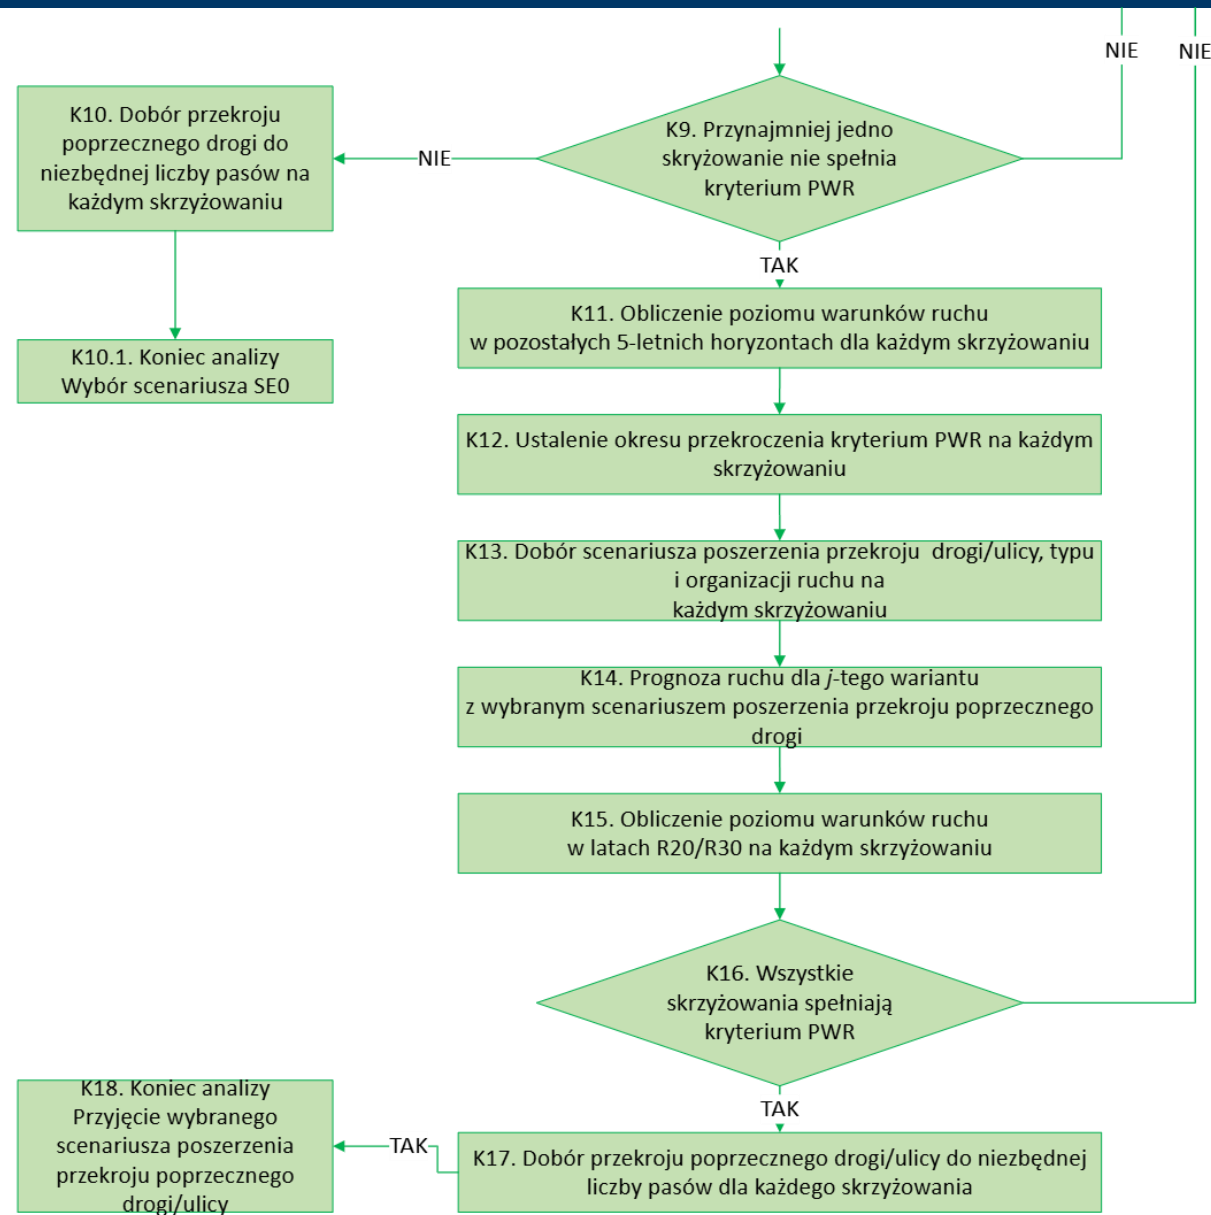 NIE
NIE
K9. Przynajmniej jedno
skryżowanie nie spełnia
kryterium PWR
NIE
K10. Dobór przekroju
poprzecznego drogi do
niezbędnej liczby pasów na
każdym skrzyżowaniu
K10.1. Koniec analizy
Wybór scenariusza SE0
TAK
K11. Obliczenie poziomu warunków ruchu
w pozostałych 5-letnich horyzontach dla każdym skrzyżowaniu
K12. Ustalenie okresu przekroczenia kryterium PWR na każdym
skrzyżowaniu
K13. Dobór scenariusza poszerzenia przekroju drogi/ulicy, typu
i organizacji ruchu na
każdym skrzyżowaniu
K14. Prognoza ruchu dla j-tego wariantu
z wybranym scenariuszem poszerzenia przekroju poprzecznego
drogi
K15. Obliczenie poziomu warunków ruchu
w latach R20/R30 na każdym skrzyżowaniu
K16. Wszystkie
skrzyżowania spełniają
kryterium PWR
TAK
K17. Dobór przekroju poprzecznego drogi/ulicy do niezbędnej
liczby pasów dla każdego skrzyżowania
TAK
K18. Koniec analizy
Przyjęcie wybranego
scenariusza poszerzenia
przekroju poprzecznego
drogi/ulicy